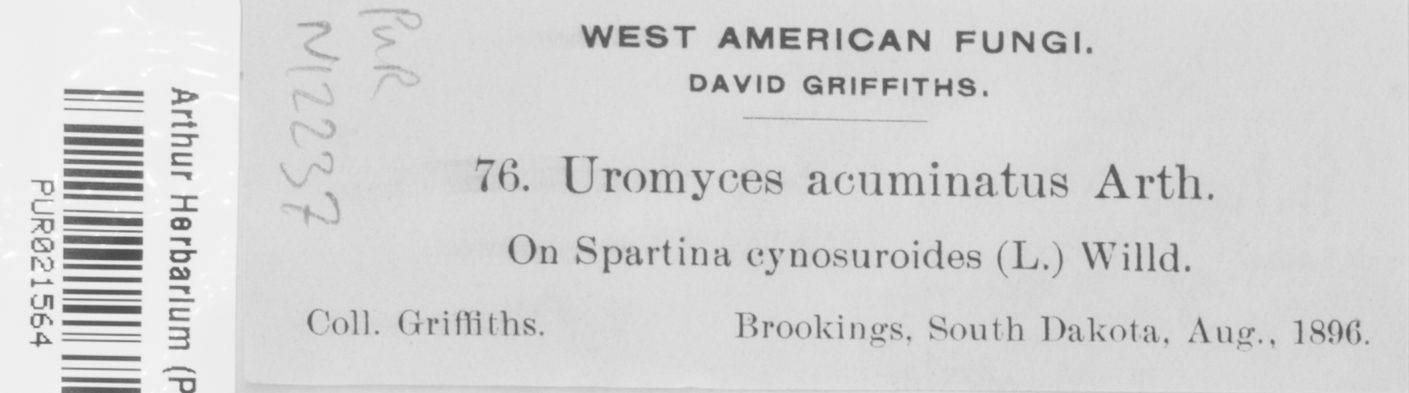 WEST AMERICAN FUNGI.
DAVID GRIFFITHS.
76. Uromyces acuminatus Arth.
On Spartina cynosuroides (L.) Willd.
Coll. Griffiths. Brookings, South Dakota, Aug., 1896.
PUR
N12237
Arthur Herbarium (P
PUR021564